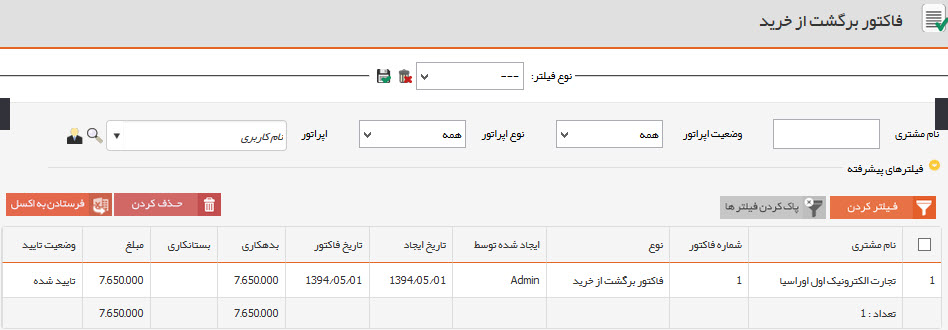 فاکتور برگشت از خرید
نوع فیلتر: ---
نام مشتری وضعیت اپراتور همه نوع اپراتور همه اپراتور نام کاربری
فیلترهای پیشرفته
فیلتر کردن پاک کردن فیلترها حذف کردن فرستادن به اکسل
نام مشتری شماره فاکتور نوع ایجاد شده توسط تاریخ ایجاد تاریخ فاکتور بدهکاری بستانکاری مبلغ وضعیت تایید
1 تجارت الکترونیک اول اوراسیا 1 فاکتور برگشت از خرید Admin 1394/05/01 1394/05/01 7.650.000 7.650.000 تایید شده
تعداد : 1 7.650.000 7.650.000